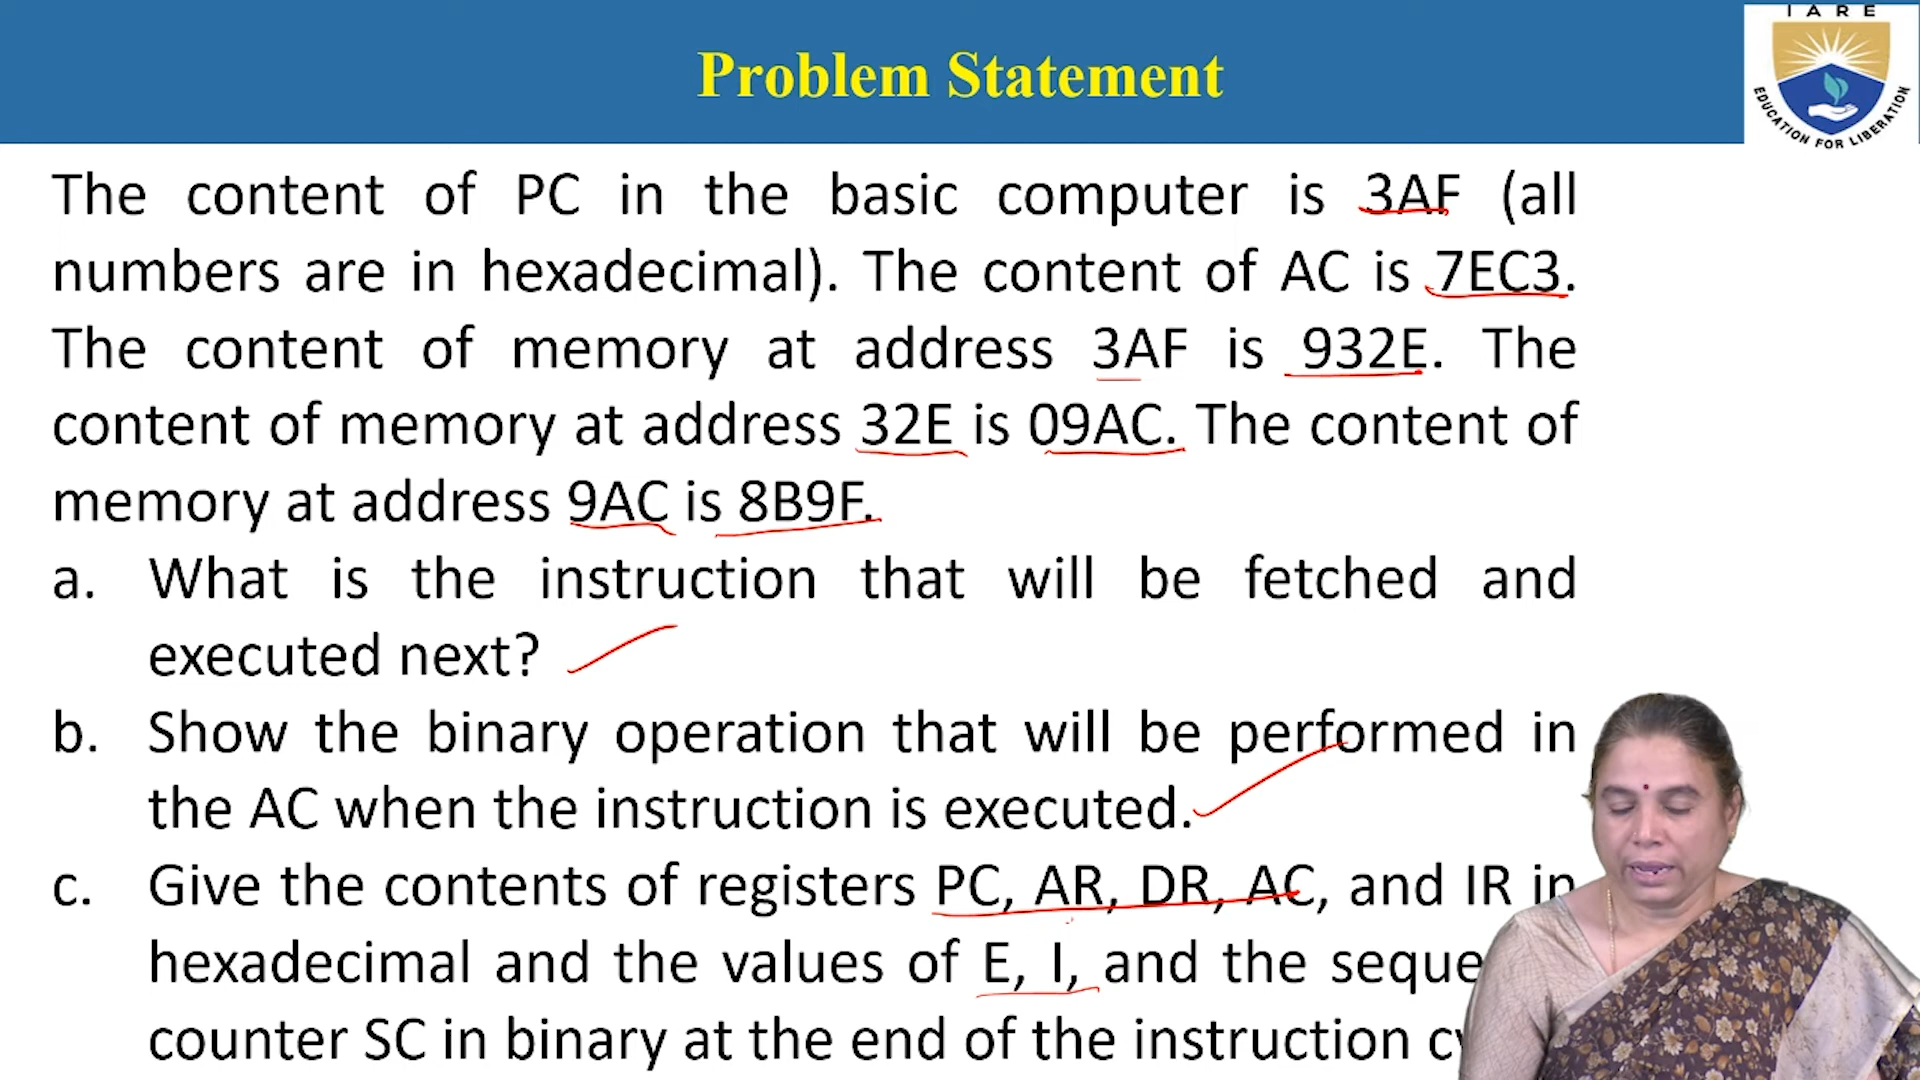 Problem Statement
IARE
EDUCATION FOR LIBERATION
The content of PC in the basic computer is 3AF (all
numbers are in hexadecimal). The content of AC is 7EC3.
The content of memory at address 3AF is 932E. The
content of memory at address 32E is 09AC. The content of
memory at address 9AC is 8B9F.
a. What is the instruction that will be fetched and
executed next?
b. Show the binary operation that will be performed in
the AC when the instruction is executed.
c. Give the contents of registers PC, AR, DR, AC, and IR in
hexadecimal and the values of E, I, and the seque
counter SC in binary at the end of the instruction